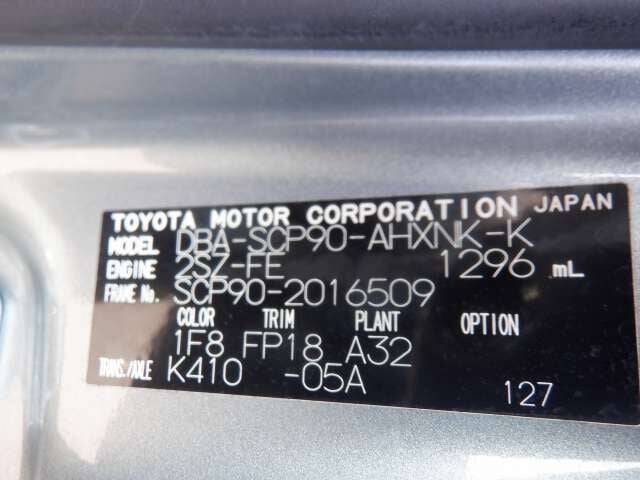 TOYOTA MOTOR CORPORATION JAPAN
MODEL DBA-SCP90-AHXNK-K
ENGINE 2SZ-FE 1296 mL
FRAME No. SCP90-2016509
COLOR TRIM PLANT OPTION
1F8 FP18 A32
TRANS./AXLE K410 -05A
127